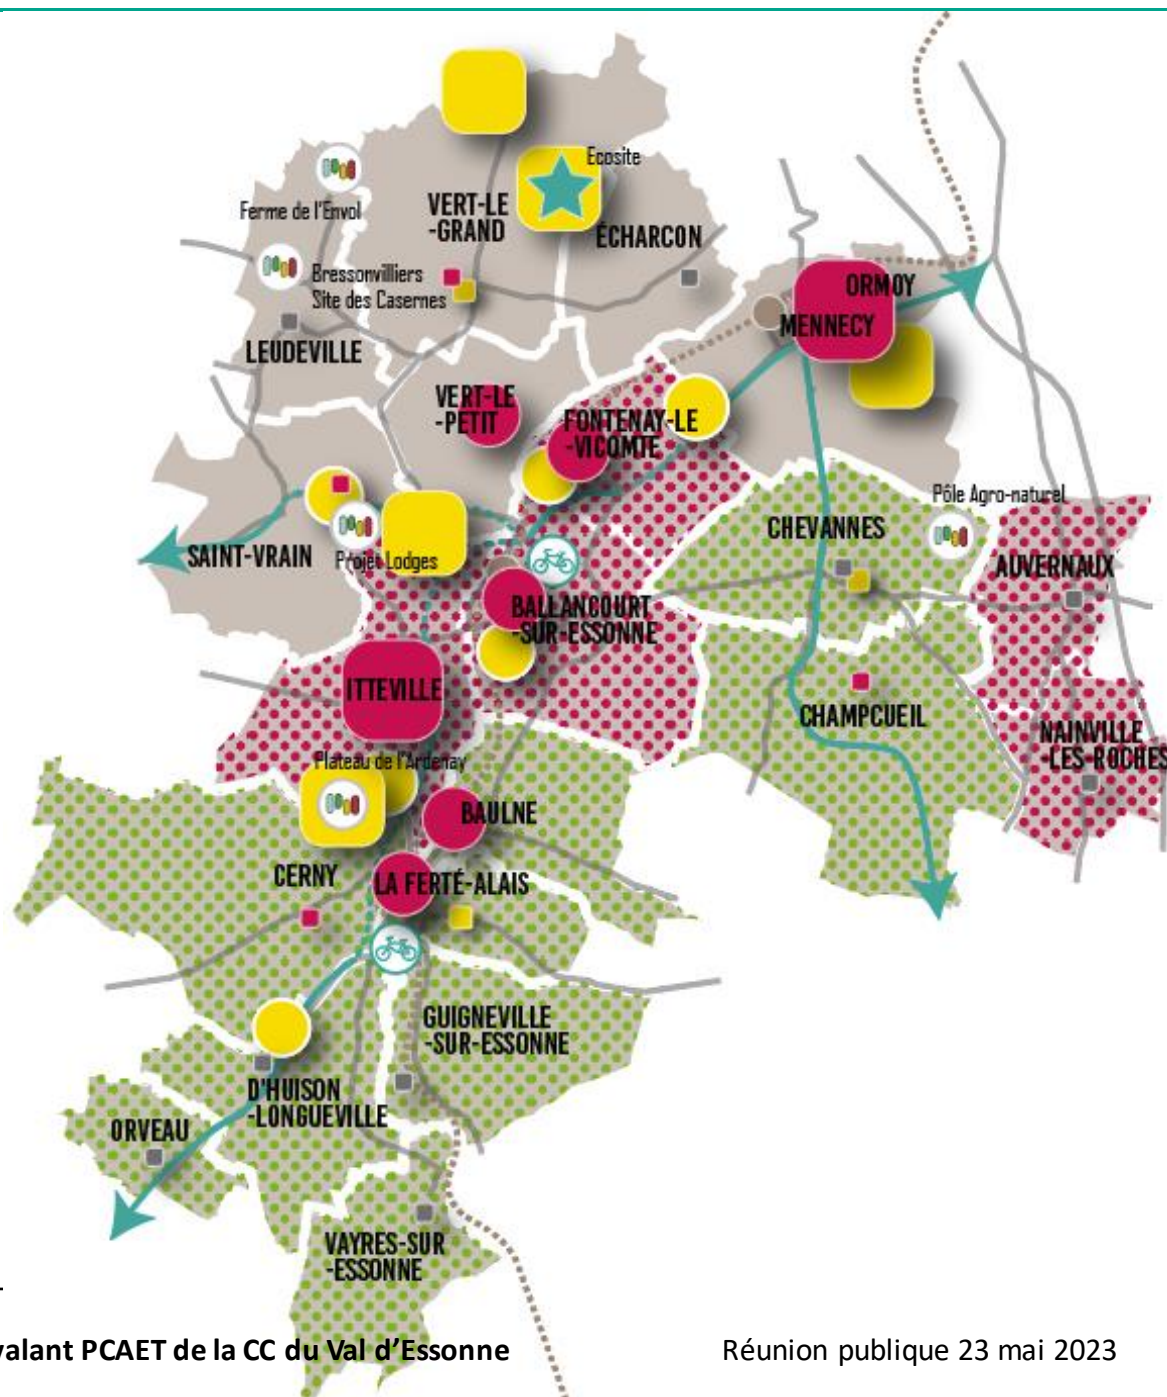 Ecosite
Ferme de l'Envol
VERT-LE
-GRAND
ÉCHARCON
Bressonvilliers
Site des Casernes
ORMOY
MENNECY
LEUDEVILLE
VERT-LE
-PETIT
FONTENAY-LE
-VICOMTE
Pôle Agro-naturel
CHEVANNES
SAINT-VRAIN
Projet Lodges
AUVERNAUX
BALLANCOURT
-SUR-ESSONNE
ITTEVILLE
CHAMPCUEIL
NAINVILLE
-LES-ROCHES
Plateau de l'Ardenay
BAULNE
CERNY
LA FERTÉ-ALAIS
GUIGNEVILLE
-SUR-ESSONNE
D'HUISON
-LONGUEVILLE
ORVEAU
VAYRES-SUR
-ESSONNE
valant PCAET de la CC du Val d'Essonne
Réunion publique 23 mai 2023